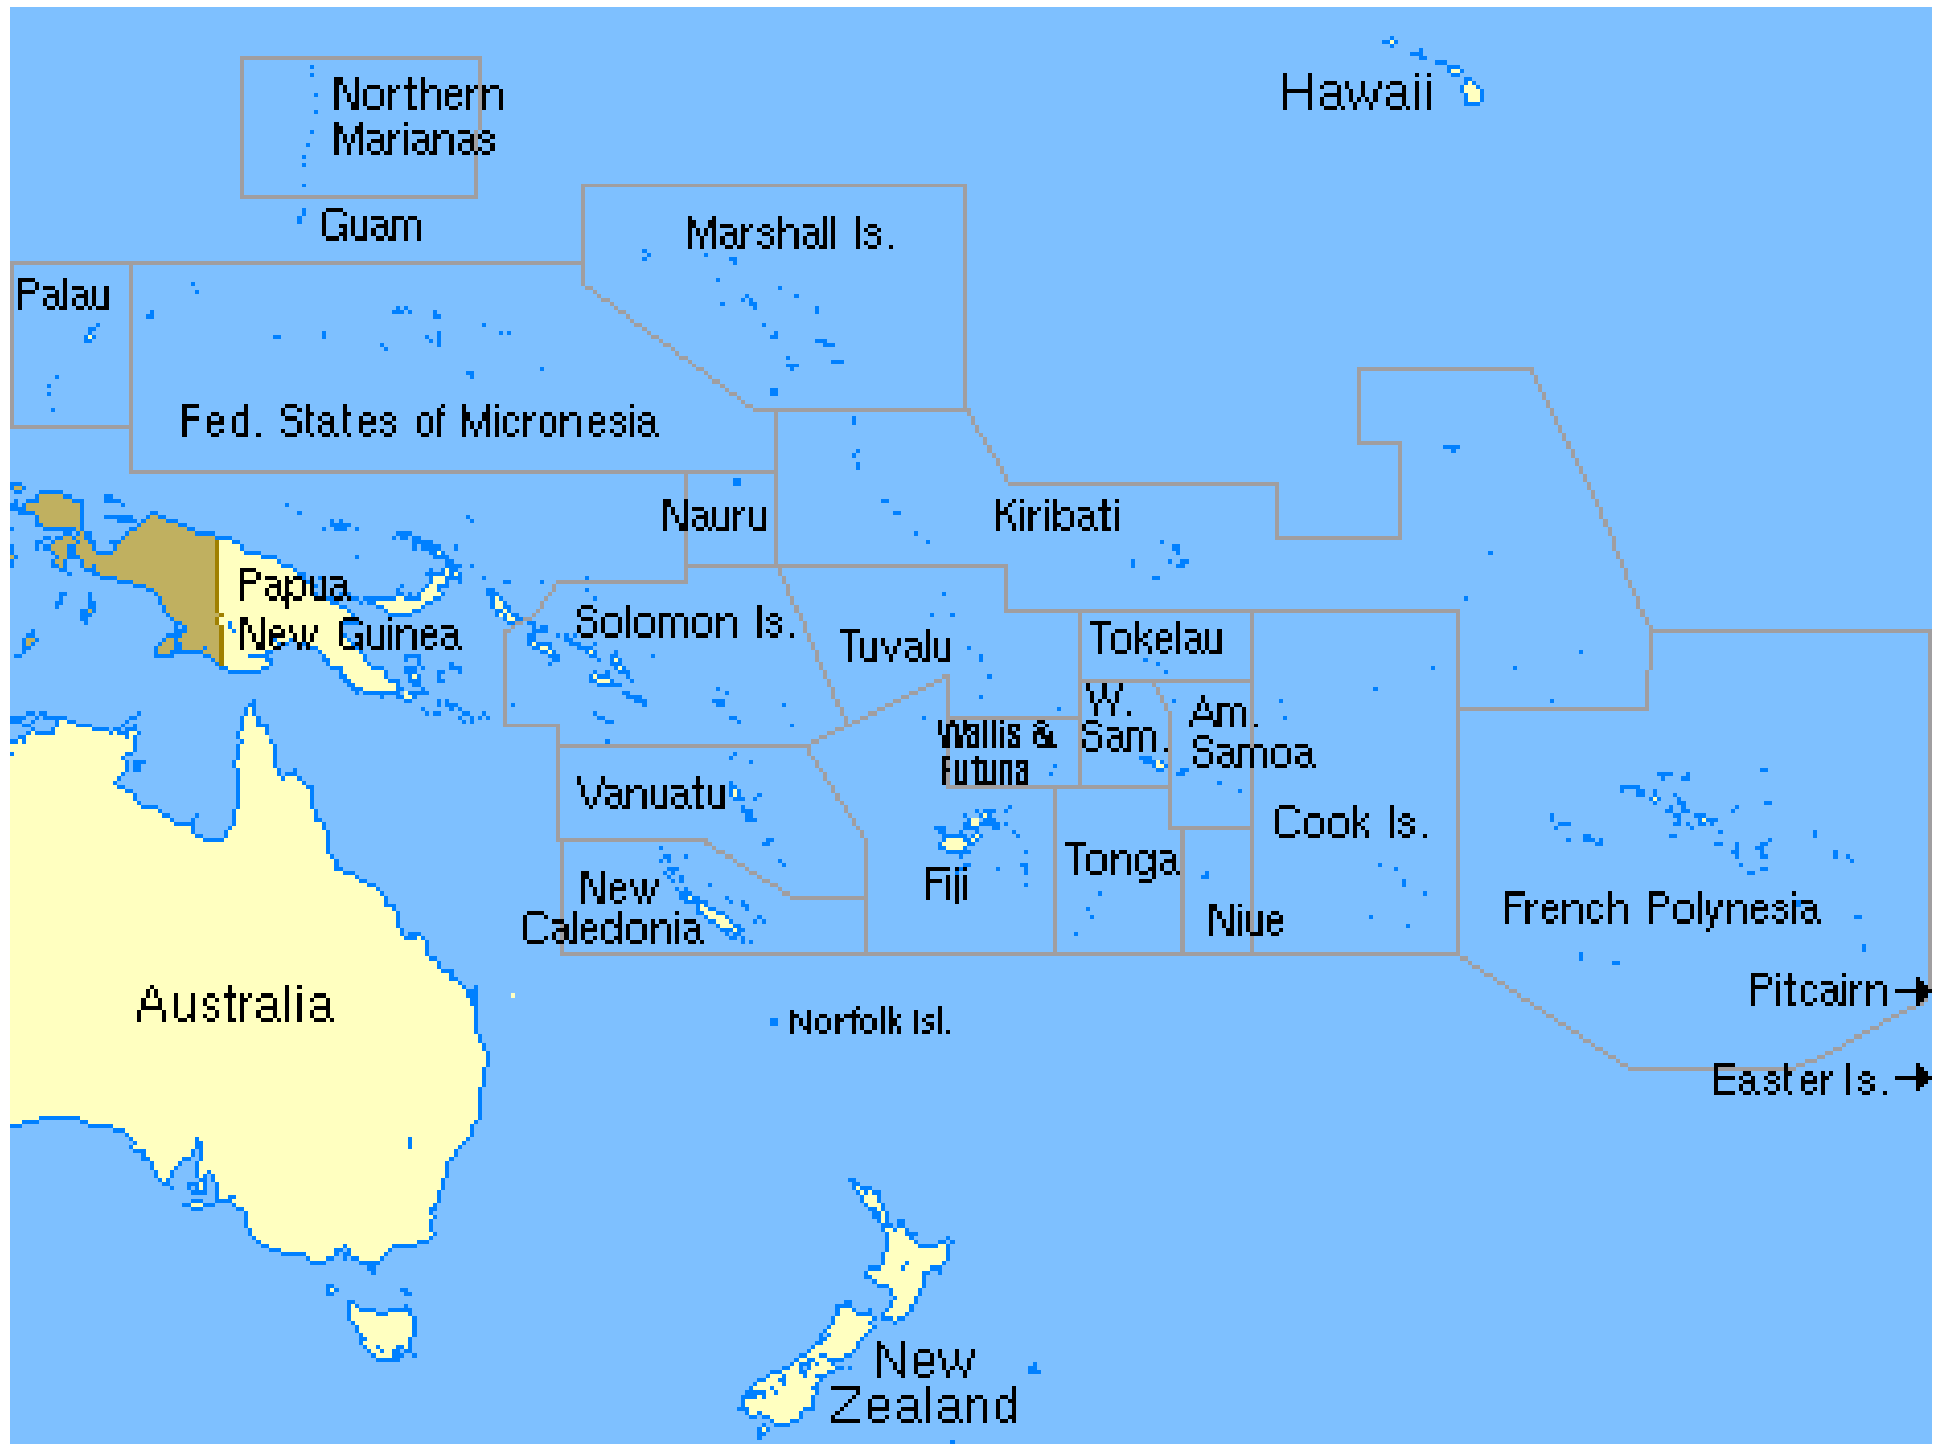 Hawaii
Northern
Marianas
Guam
Marshall Is.
Palau
Fed. States of Micronesia
Nauru
Kiribati
Papua
New Guinea
Solomon Is.
Tuvalu
Tokelau
W.
Sam.
Am.
Samoa
Wallis &
Futuna
Vanuatu
Cook Is.
Tonga
Fiji
New
Caledonia
Niue
French Polynesia
Pitcairn
Australia
Norfolk Isl.
Easter Is.
New
Zealand